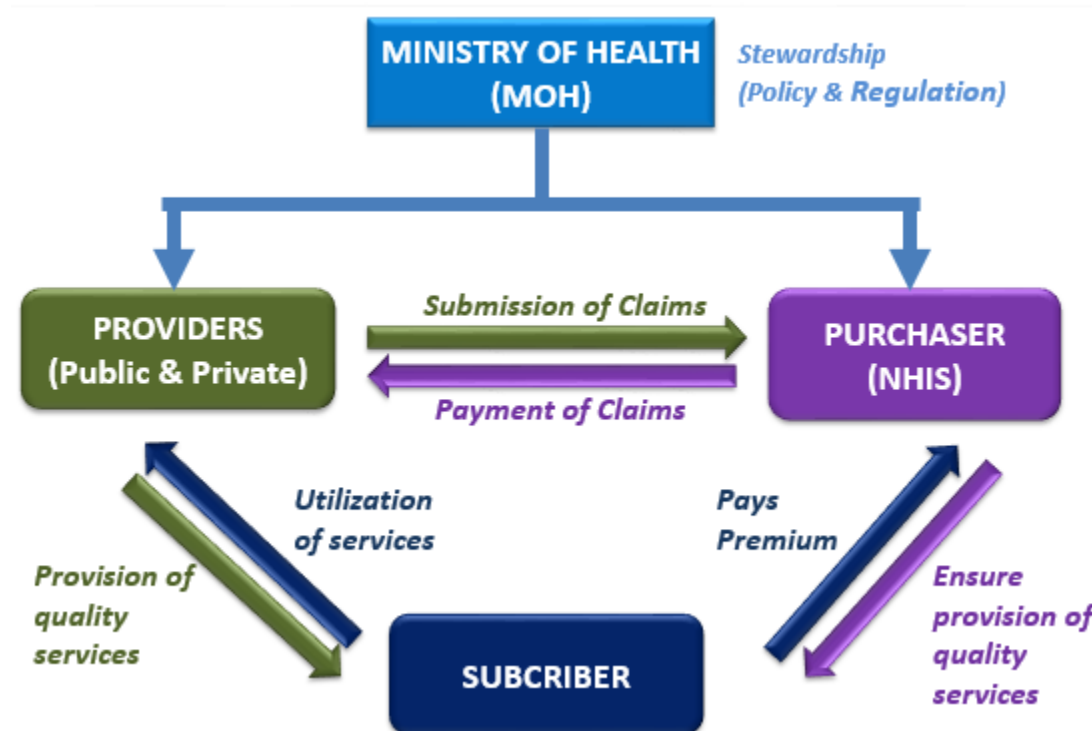 MINISTRY OF HEALTH
(MOH)
Stewardship
(Policy & Regulation)
PROVIDERS
(Public & Private)
Submission of Claims
Payment of Claims
PURCHASER
(NHIS)
Utilization
of services
Pays
Premium
Provision of
quality
services
Ensure
provision of
quality
services
SUBCRIBER